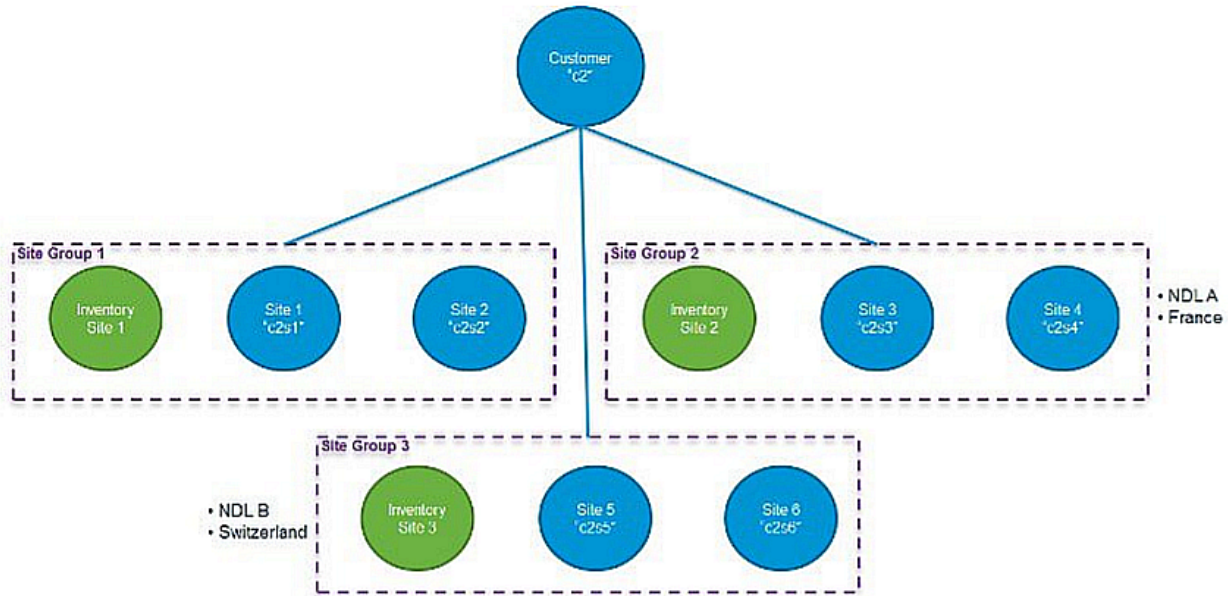 Customer
"c2"
Site Group 1
Inventory
Site 1
Site 1
"c2s1"
Site 2
"c2s2"
Site Group 2
Inventory
Site 2
Site 3
"c2s3"
Site 4
"c2s4"
• NDL A
• France
Site Group 3
• NDL B
• Switzerland
Inventory
Site 3
Site 5
"c2s5"
Site 6
"c2s6"